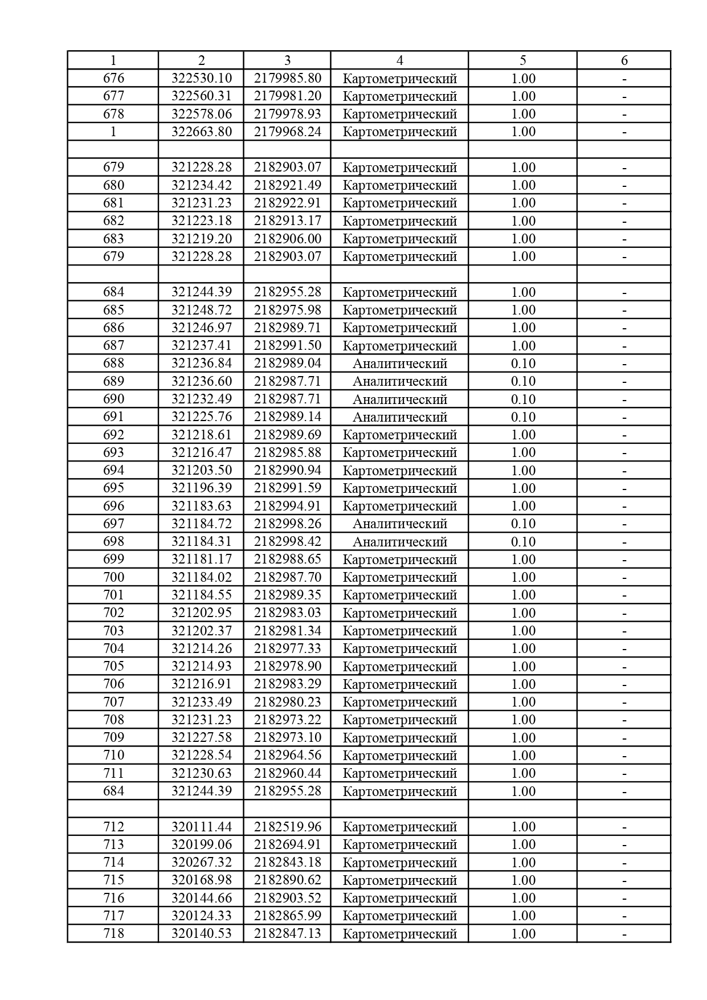 1 2 3 4 5 6
676 322530.10 2179985.80 Картометрический 1.00 -
677 322560.31 2179981.20 Картометрический 1.00 -
678 322578.06 2179978.93 Картометрический 1.00 -
1 322663.80 2179968.24 Картометрический 1.00 -
679 321228.28 2182903.07 Картометрический 1.00 -
680 321234.42 2182921.49 Картометрический 1.00 -
681 321231.23 2182922.91 Картометрический 1.00 -
682 321223.18 2182913.17 Картометрический 1.00 -
683 321219.20 2182906.00 Картометрический 1.00 -
679 321228.28 2182903.07 Картометрический 1.00 -
684 321244.39 2182955.28 Картометрический 1.00 -
685 321248.72 2182975.98 Картометрический 1.00 -
686 321246.97 2182989.71 Картометрический 1.00 -
687 321237.41 2182991.50 Картометрический 1.00 -
688 321236.84 2182989.04 Аналитический 0.10 -
689 321236.60 2182987.71 Аналитический 0.10 -
690 321232.49 2182987.71 Аналитический 0.10 -
691 321225.76 2182989.14 Аналитический 0.10 -
692 321218.61 2182989.69 Картометрический 1.00 -
693 321216.47 2182985.88 Картометрический 1.00 -
694 321203.50 2182990.94 Картометрический 1.00 -
695 321196.39 2182991.59 Картометрический 1.00 -
696 321183.63 2182994.91 Картометрический 1.00 -
697 321184.72 2182998.26 Аналитический 0.10 -
698 321184.31 2182998.42 Аналитический 0.10 -
699 321181.17 2182988.65 Картометрический 1.00 -
700 321184.02 2182987.70 Картометрический 1.00 -
701 321184.55 2182989.35 Картометрический 1.00 -
702 321202.95 2182983.03 Картометрический 1.00 -
703 321202.37 2182981.34 Картометрический 1.00 -
704 321214.26 2182977.33 Картометрический 1.00 -
705 321214.93 2182978.90 Картометрический 1.00 -
706 321216.91 2182983.29 Картометрический 1.00 -
707 321233.49 2182980.23 Картометрический 1.00 -
708 321231.23 2182973.22 Картометрический 1.00 -
709 321227.58 2182973.10 Картометрический 1.00 -
710 321228.54 2182964.56 Картометрический 1.00 -
711 321230.63 2182960.44 Картометрический 1.00 -
684 321244.39 2182955.28 Картометрический 1.00 -
712 320111.44 2182519.96 Картометрический 1.00 -
713 320199.06 2182694.91 Картометрический 1.00 -
714 320267.32 2182843.18 Картометрический 1.00 -
715 320168.98 2182890.62 Картометрический 1.00 -
716 320144.66 2182903.52 Картометрический 1.00 -
717 320124.33 2182865.99 Картометрический 1.00 -
718 320140.53 2182847.13 Картометрический 1.00 -